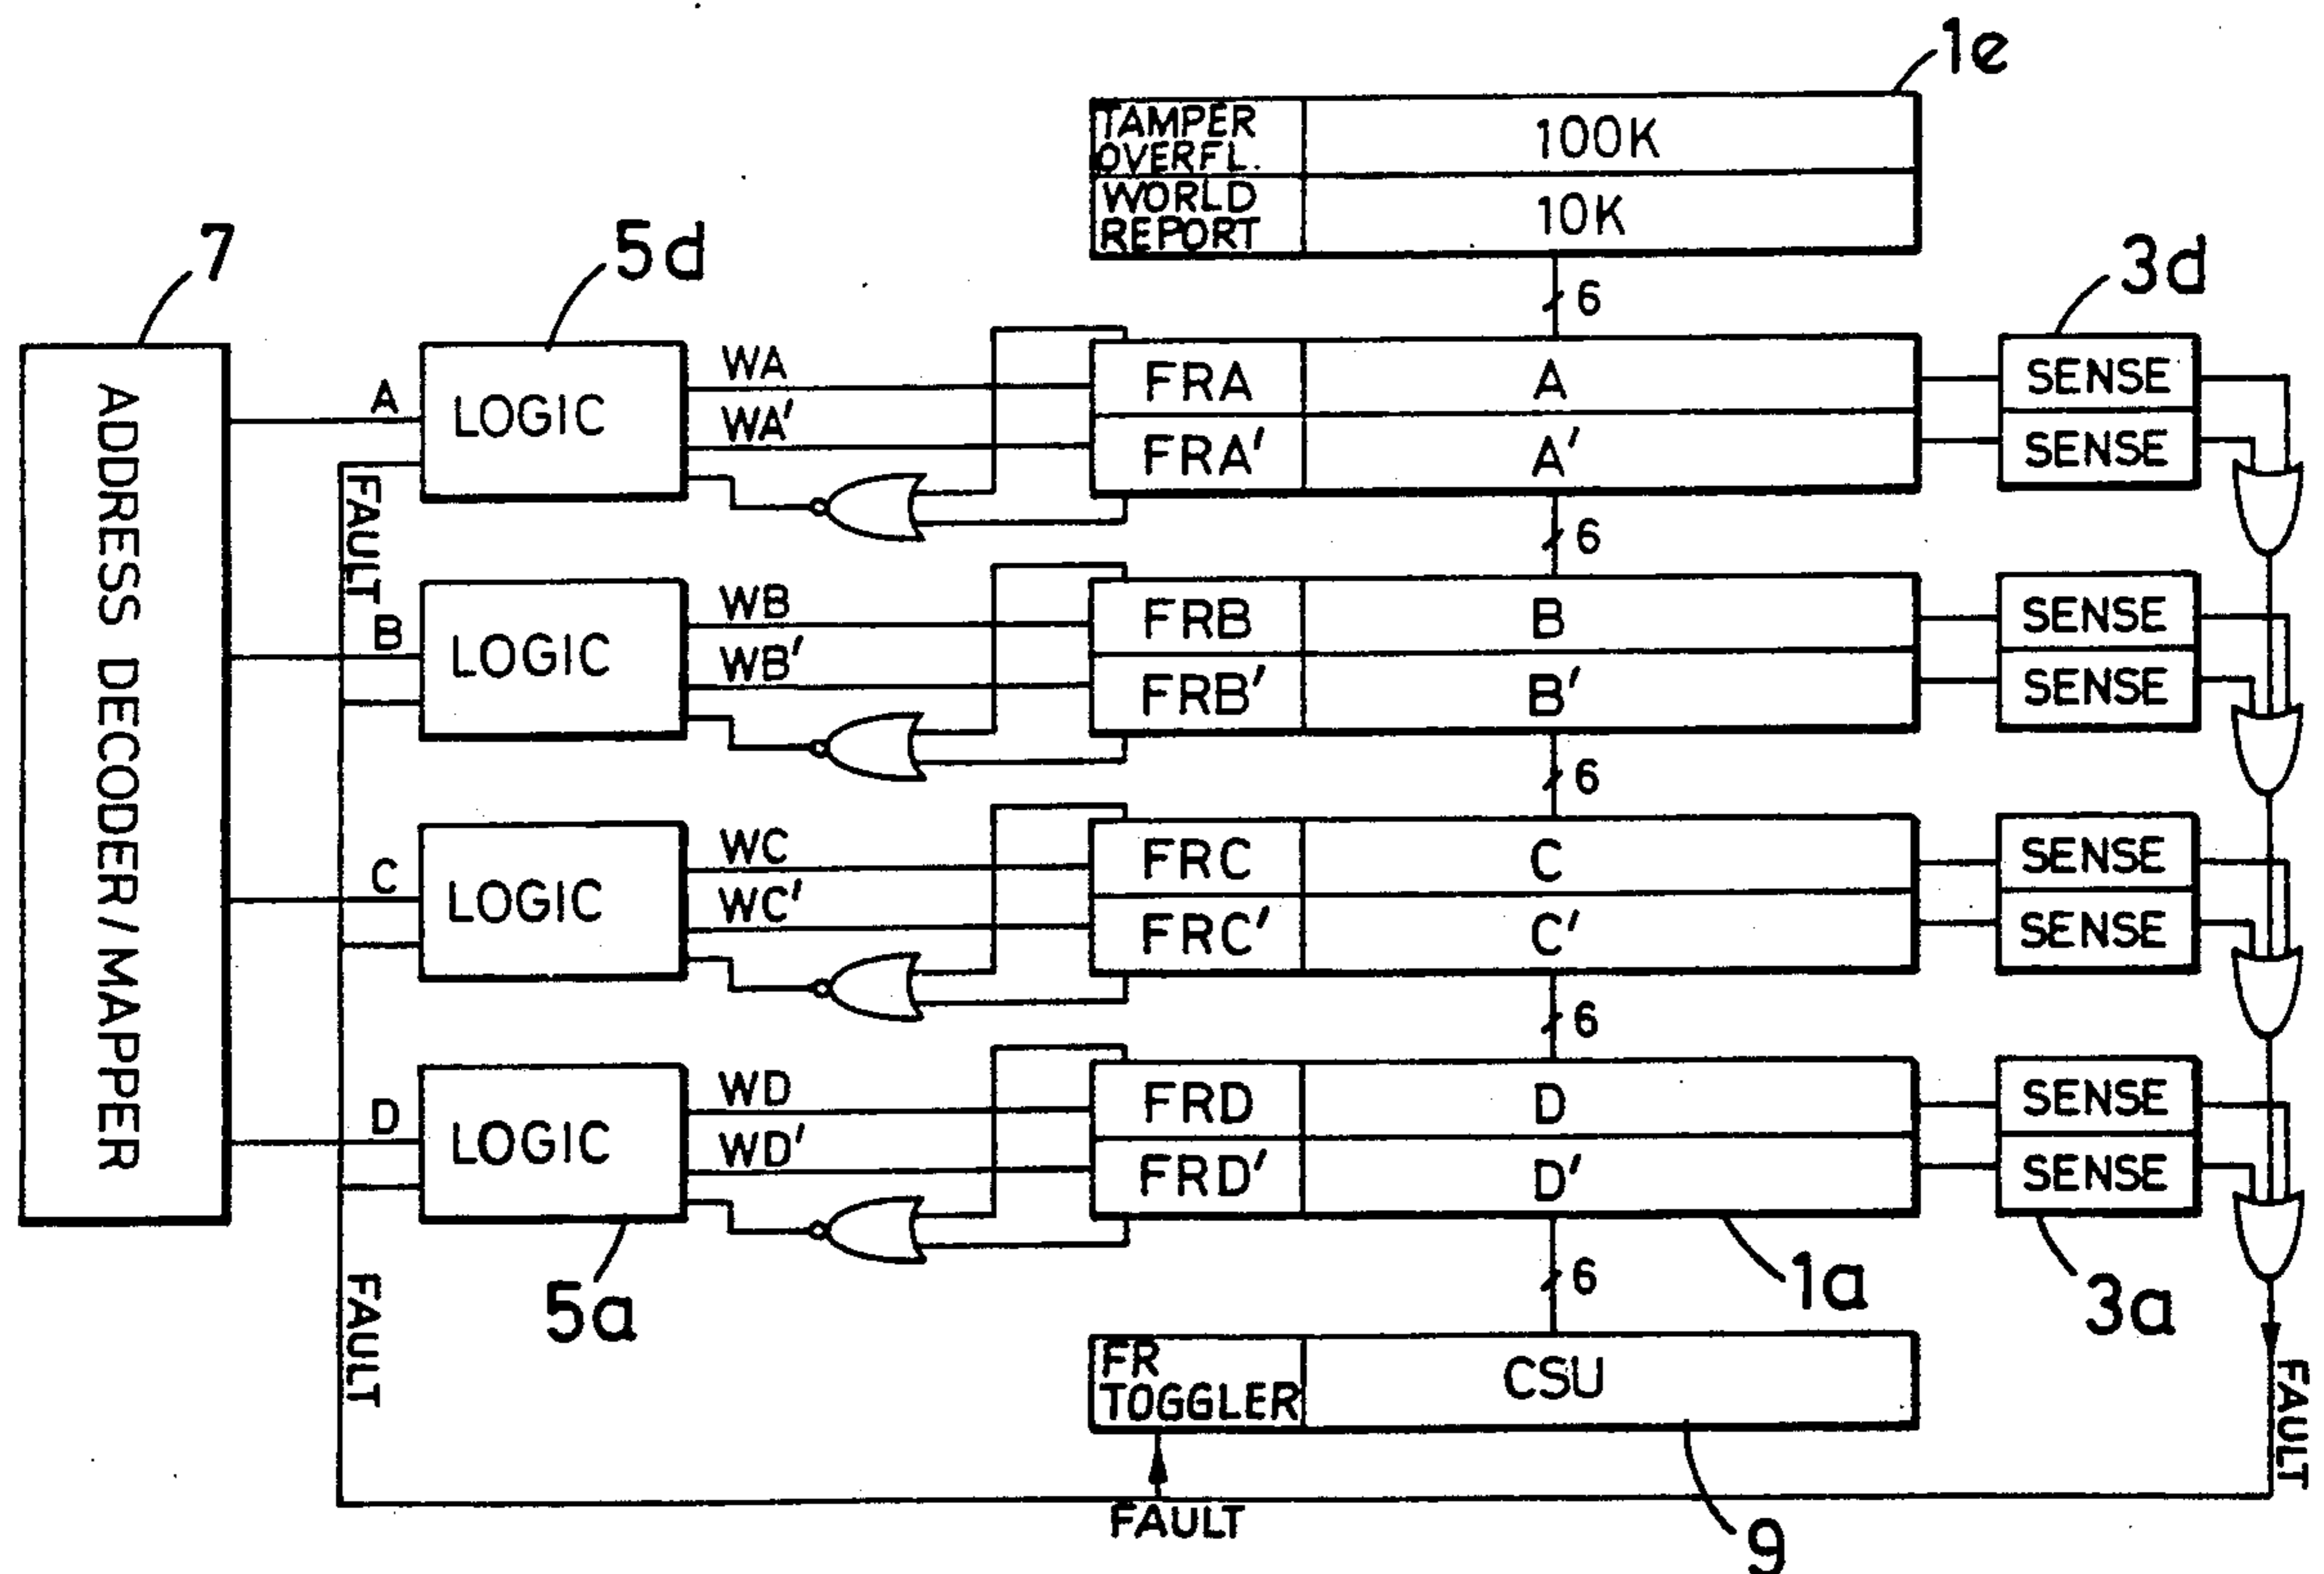 1e
TAMPER
OVERFL.
100K
WORLD
REPORT
10K
7
5d
3d
6
A
LOGIC
WA
WA'
FRA
A
FRA'
A'
SENSE
SENSE
FAULT
6
B
LOGIC
WB
WB'
FRB
B
FRB'
B'
SENSE
SENSE
ADDRESS DECODER/MAPPER
6
C
LOGIC
WC
WC'
FRC
C
FRC'
C'
SENSE
SENSE
6
D
LOGIC
WD
WD'
FRD
D
FRD'
D'
SENSE
SENSE
5a
6
1a
3a
FAULT
FR
TOGGLER
CSU
FAULT
FAULT
9